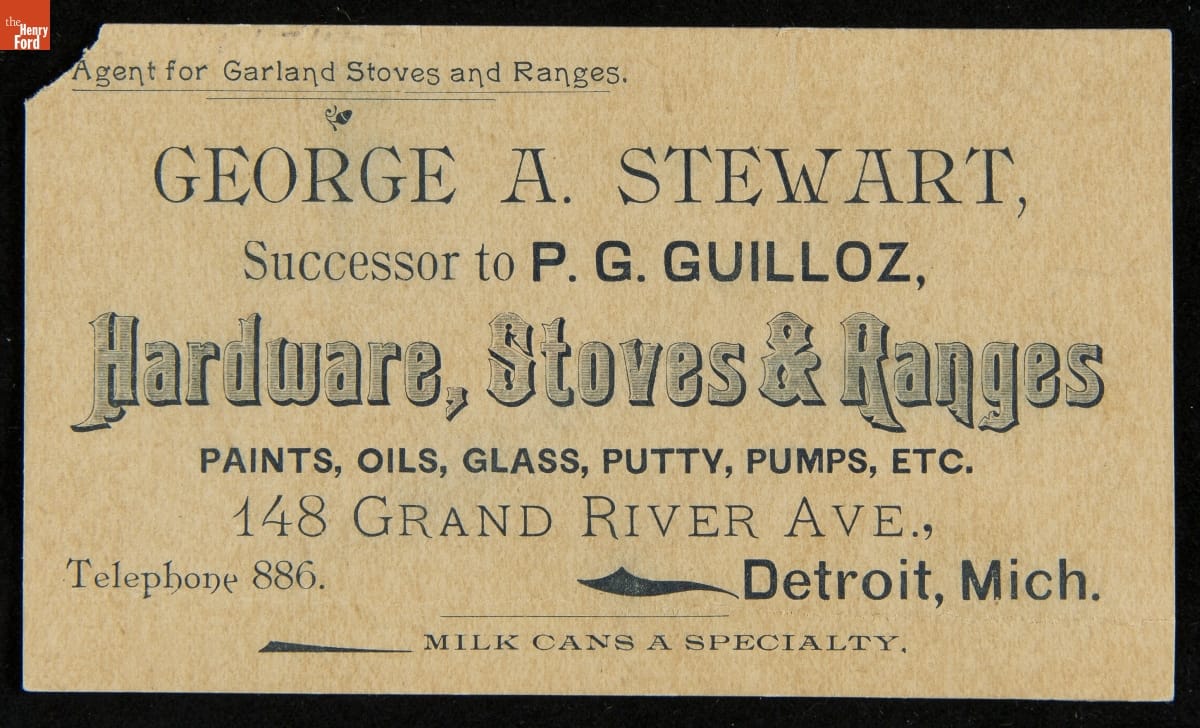 the
Henry
Ford
Agent for Garland Stoves and Ranges.
GEORGE A. STEWART,
Successor to P. G. GUILLOZ,
Hardware, Stoves & Ranges
PAINTS, OILS, GLASS, PUTTY, PUMPS, ETC.
148 GRAND RIVER AVE.,
Telephone 886. Detroit, Mich.
MILK CANS A SPECIALTY.